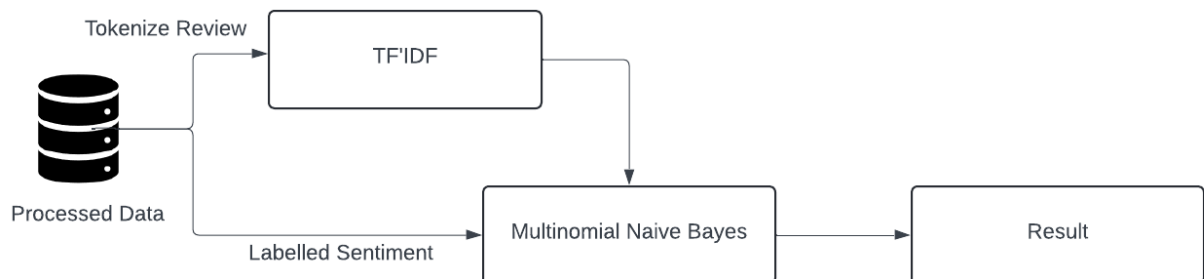 Tokenize Review
TF'IDF
Processed Data
Labelled Sentiment
Multinomial Naive Bayes
Result